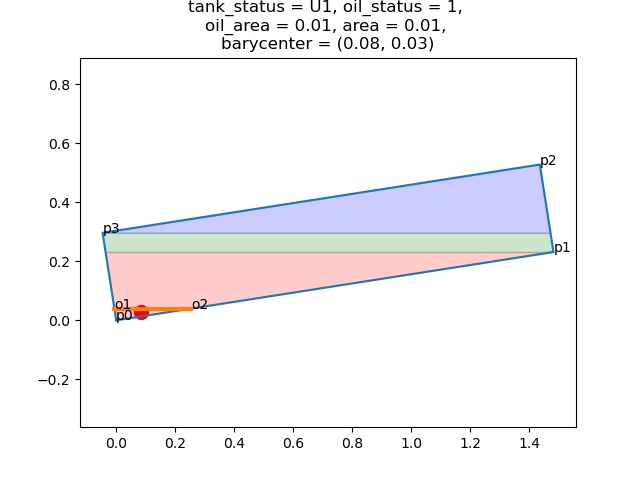 tank_status = U1, oil_status = 1,
oil_area = 0.01, area = 0.01,
barycenter = (0.08, 0.03)
0.8
0.6
0.4
0.2
0.0
−0.2
p2
p3
p1
o1
o2
p0
0.0 0.2 0.4 0.6 0.8 1.0 1.2 1.4